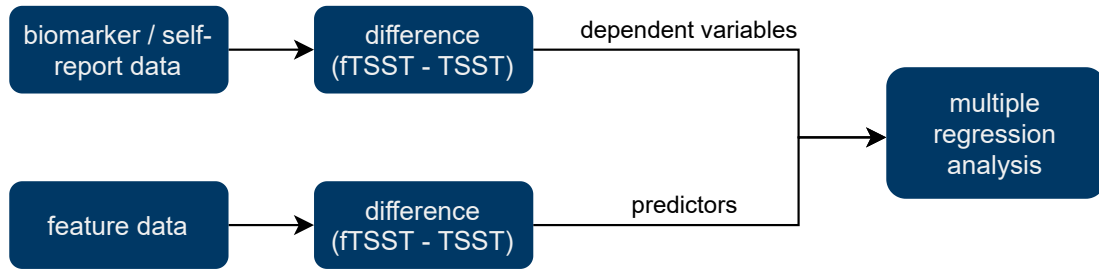 biomarker / self-
report data
difference
(fTSST - TSST)
dependent variables
multiple
regression
analysis
feature data
difference
(fTSST - TSST)
predictors